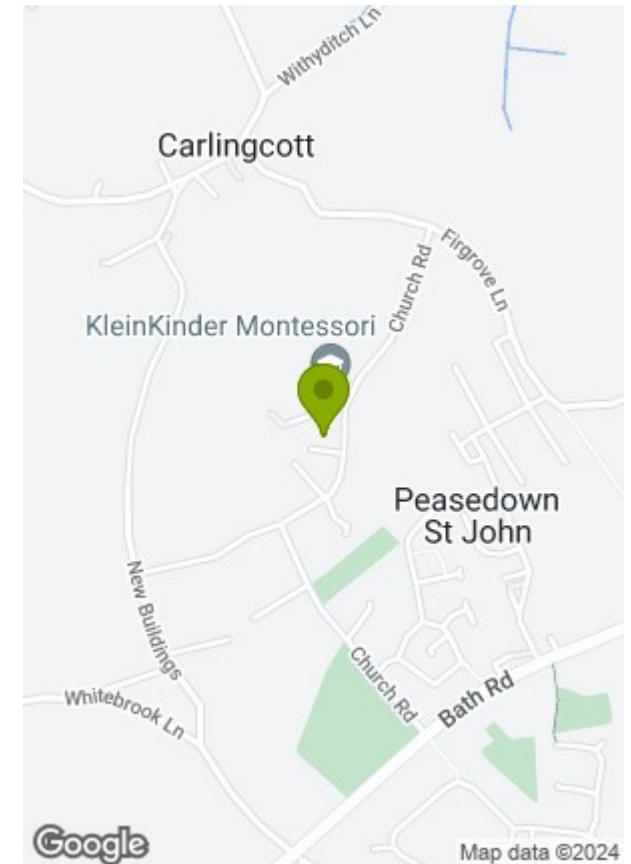 Withyditch Ln
Carlingcott
Firgrove Ln
Church Rd
KleinKinder Montessori
Peasedown
St John
New Buildings
Church Rd
Bath Rd
Whitebrook Ln
Google
Map data ©2024